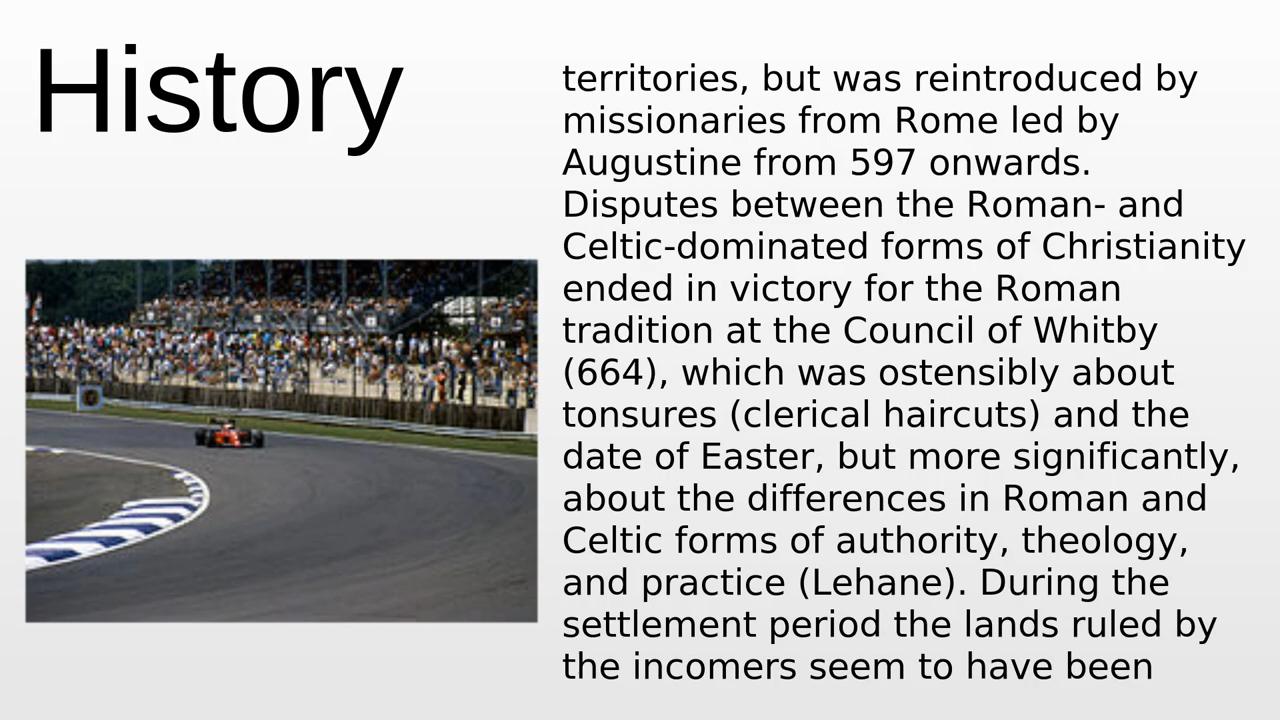 History
territories, but was reintroduced by
missionaries from Rome led by
Augustine from 597 onwards.
Disputes between the Roman- and
Celtic-dominated forms of Christianity
ended in victory for the Roman
tradition at the Council of Whitby
(664), which was ostensibly about
tonsures (clerical haircuts) and the
date of Easter, but more significantly,
about the differences in Roman and
Celtic forms of authority, theology,
and practice (Lehane). During the
settlement period the lands ruled by
the incomers seem to have been